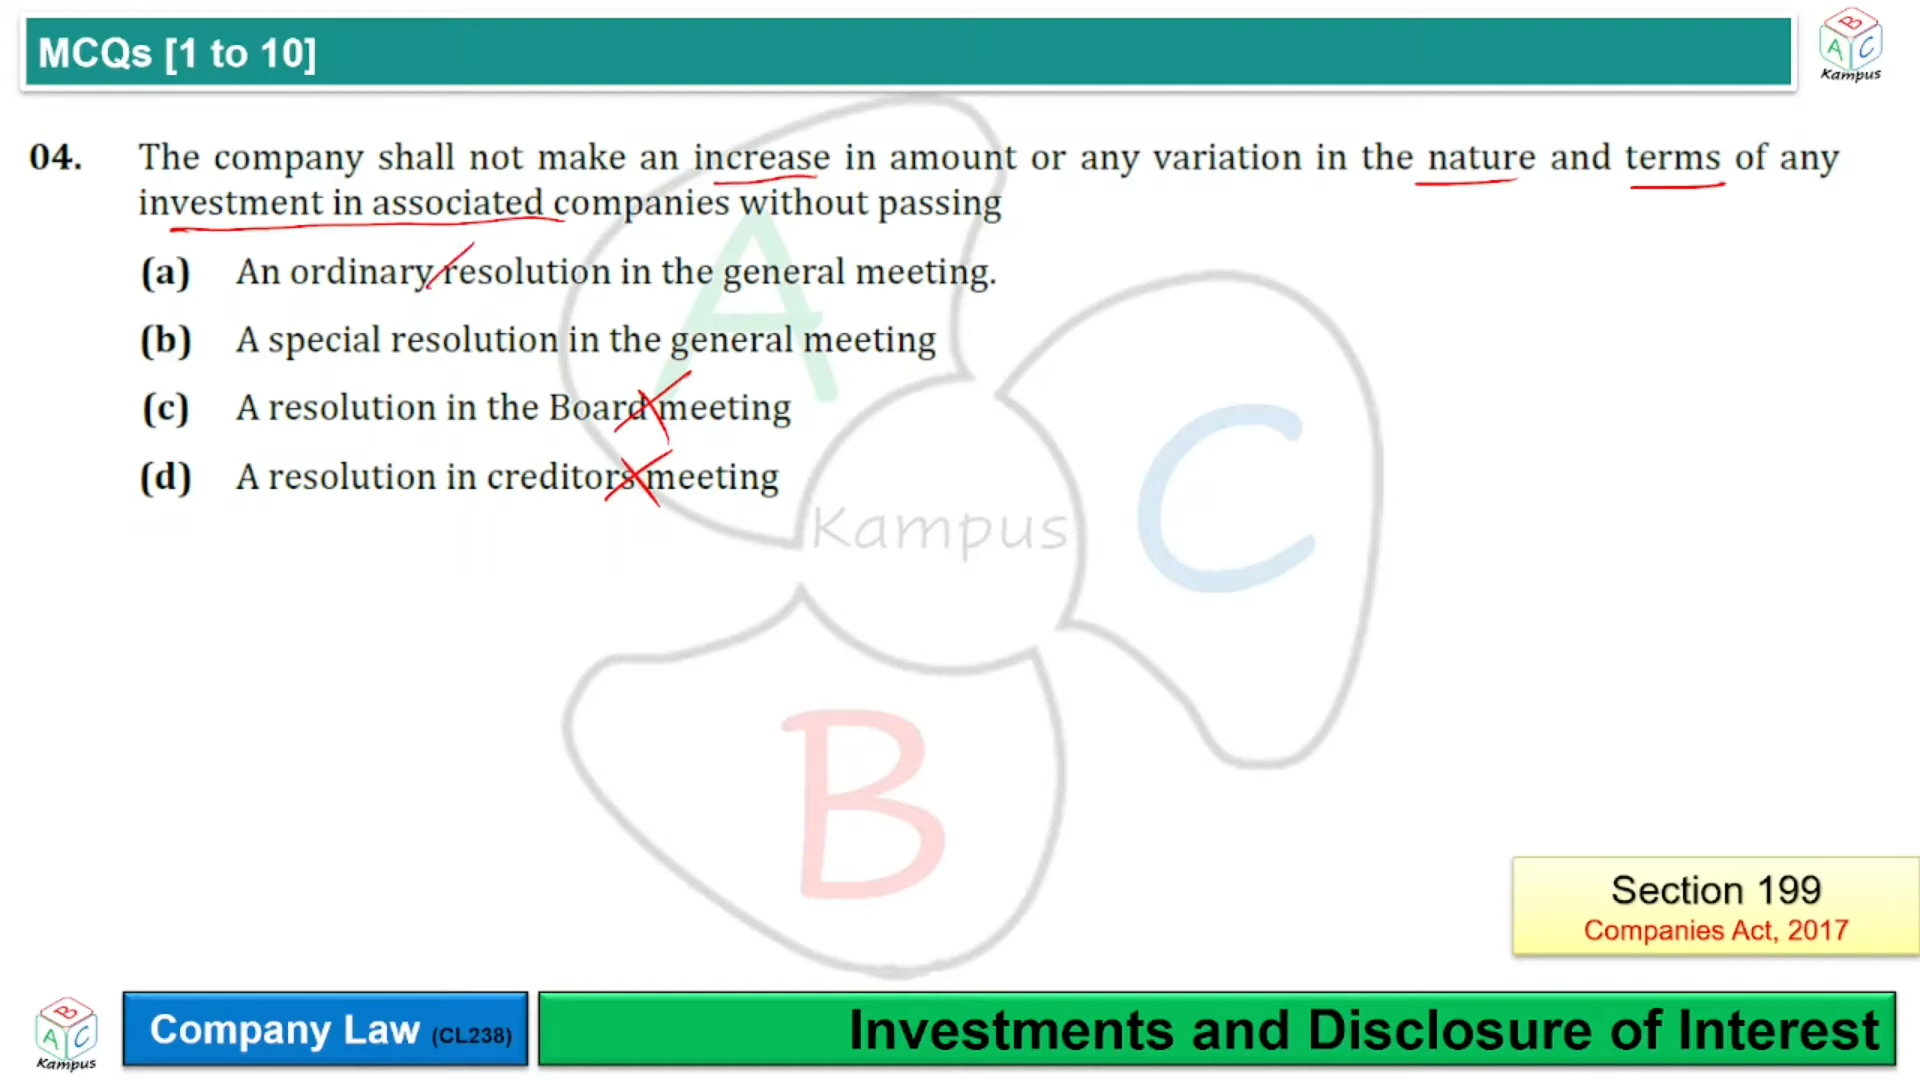 MCQs [1 to 10]
B
A C
Kampus
04. The company shall not make an increase in amount or any variation in the nature and terms of any
investment in associated companies without passing
(a) An ordinary resolution in the general meeting.
(b) A special resolution in the general meeting
(c) A resolution in the Board meeting
(d) A resolution in creditors meeting
A
Kampus
C
B
Section 199
Companies Act, 2017
B
A C
Kampus
Company Law (CL238)
Investments and Disclosure of Interest